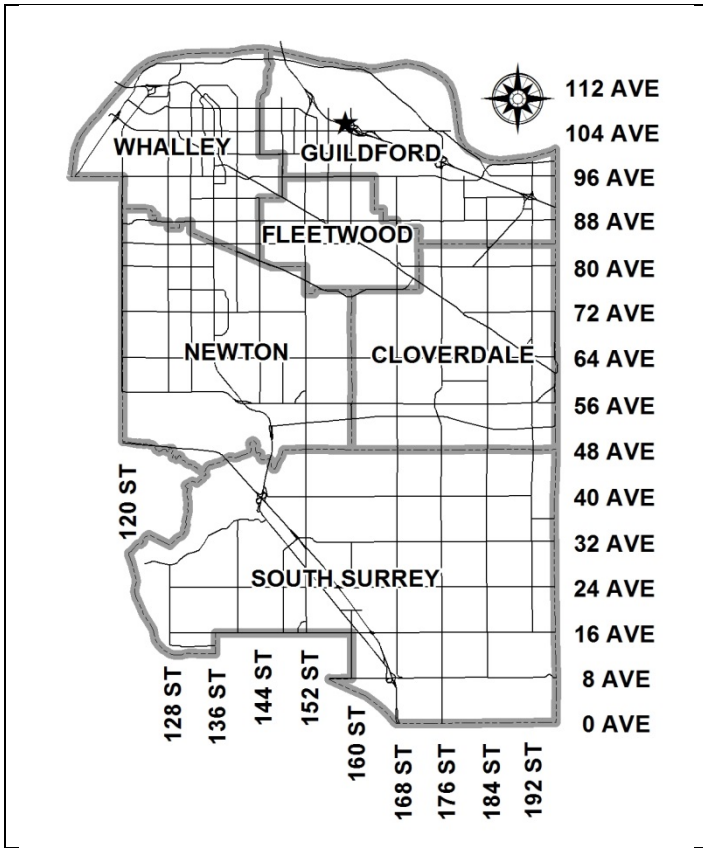 112 AVE
104 AVE
WHALLEY
GUILDFORD
96 AVE
88 AVE
FLEETWOOD
80 AVE
72 AVE
NEWTON
CLOVERDALE
64 AVE
56 AVE
48 AVE
120 ST
40 AVE
32 AVE
SOUTH SURREY
24 AVE
16 AVE
8 AVE
0 AVE
128 ST
136 ST
144 ST
152 ST
160 ST
168 ST
176 ST
184 ST
192 ST